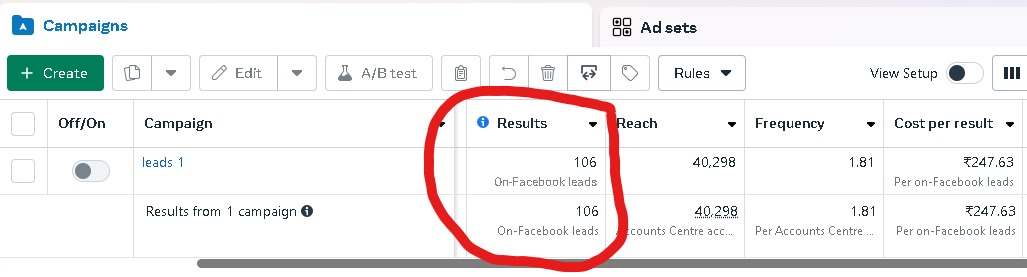 Campaigns
Ad sets
+ Create
Edit
A/B test
Rules
View Setup
Off/On Campaign Results Reach Frequency Cost per result
leads 1 106 40,298 1.81 ₹247.63
On-Facebook leads Per on-Facebook leads
Results from 1 campaign 106 40,298 1.81 ₹247.63
On-Facebook leads Accounts Centre acc... Per Accounts Centre ... Per on-Facebook leads